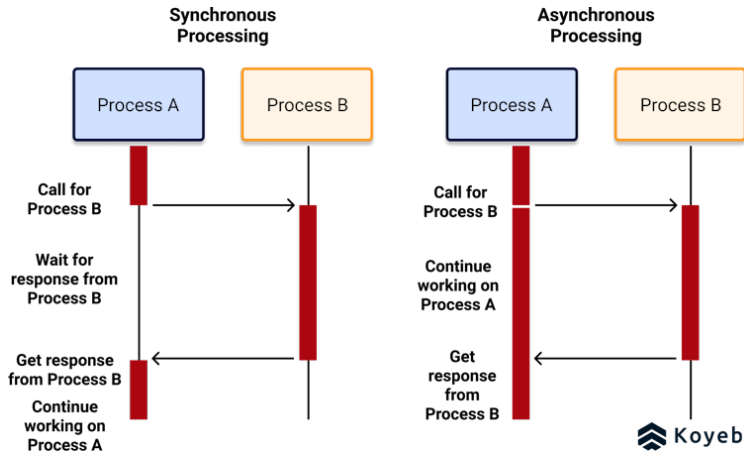 Synchronous
Processing
Process A
Process B
Call for
Process B
Wait for
response from
Process B
Get response
from Process B
Continue
working on
Process A
Asynchronous
Processing
Process A
Process B
Call for
Process B
Continue
working on
Process A
Get
response
from
Process B
Koyeb